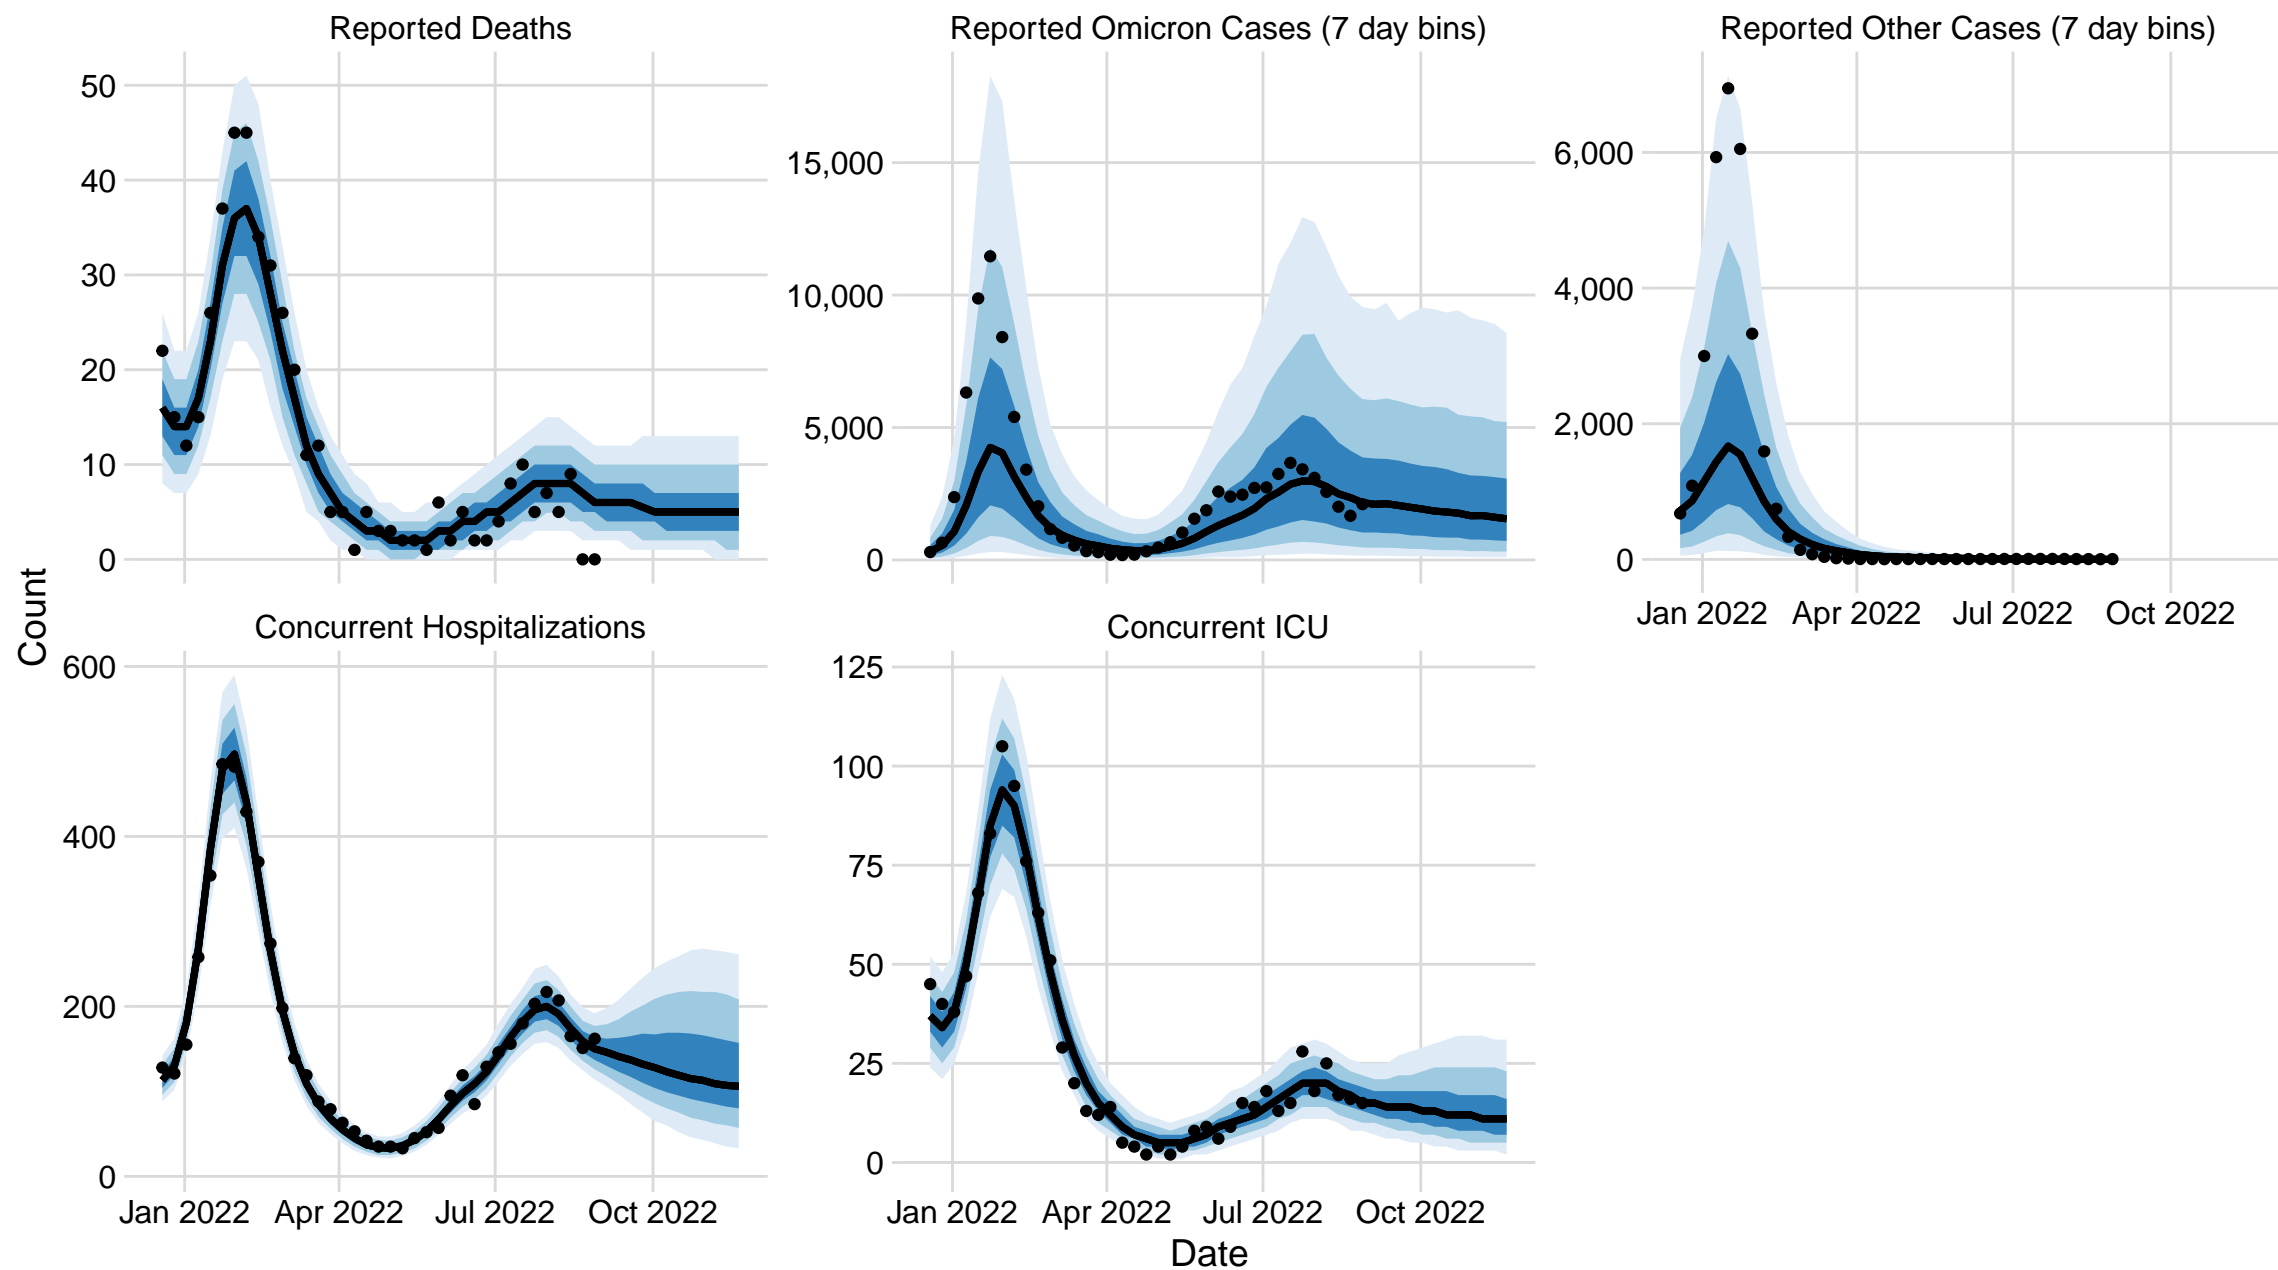 Reported Deaths
Reported Omicron Cases (7 day bins)
Reported Other Cases (7 day bins)
50
40
30
20
10
0
15,000
10,000
5,000
0
6,000
4,000
2,000
0
Jan 2022 Apr 2022 Jul 2022 Oct 2022
Count
Concurrent Hospitalizations
Concurrent ICU
600
400
200
0
Jan 2022 Apr 2022 Jul 2022 Oct 2022
125
100
75
50
25
0
Jan 2022 Apr 2022 Jul 2022 Oct 2022
Date